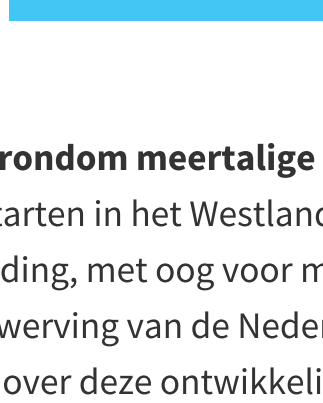 rondom meertalige
tarten in het Westland
ding, met oog voor m
werving van de Neder
over deze ontwikkeli